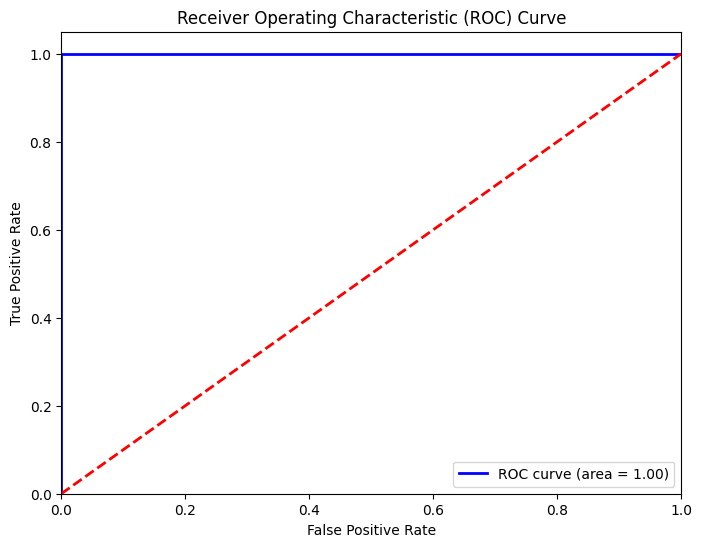 Receiver Operating Characteristic (ROC) Curve
1.0
0.8
0.6
0.4
0.2
0.0
True Positive Rate
ROC curve (area = 1.00)
0.0 0.2 0.4 0.6 0.8 1.0
False Positive Rate